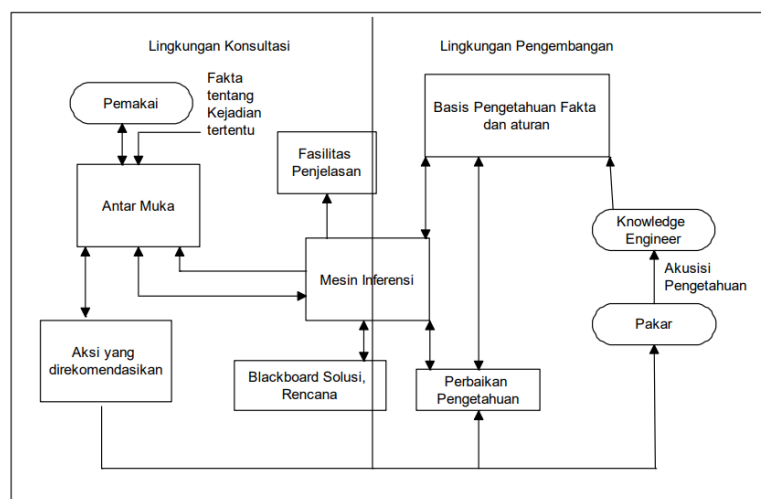 Lingkungan Konsultasi
Lingkungan Pengembangan
Pemakai
Fakta
tentang
Kejadian
tertentu
Basis Pengetahuan Fakta
dan aturan
Fasilitas
Penjelasan
Antar Muka
Knowledge
Engineer
Mesin Inferensi
Akusisi
Pengetahuan
Pakar
Aksi yang
direkomendasikan
Blackboard Solusi,
Rencana
Perbaikan
Pengetahuan